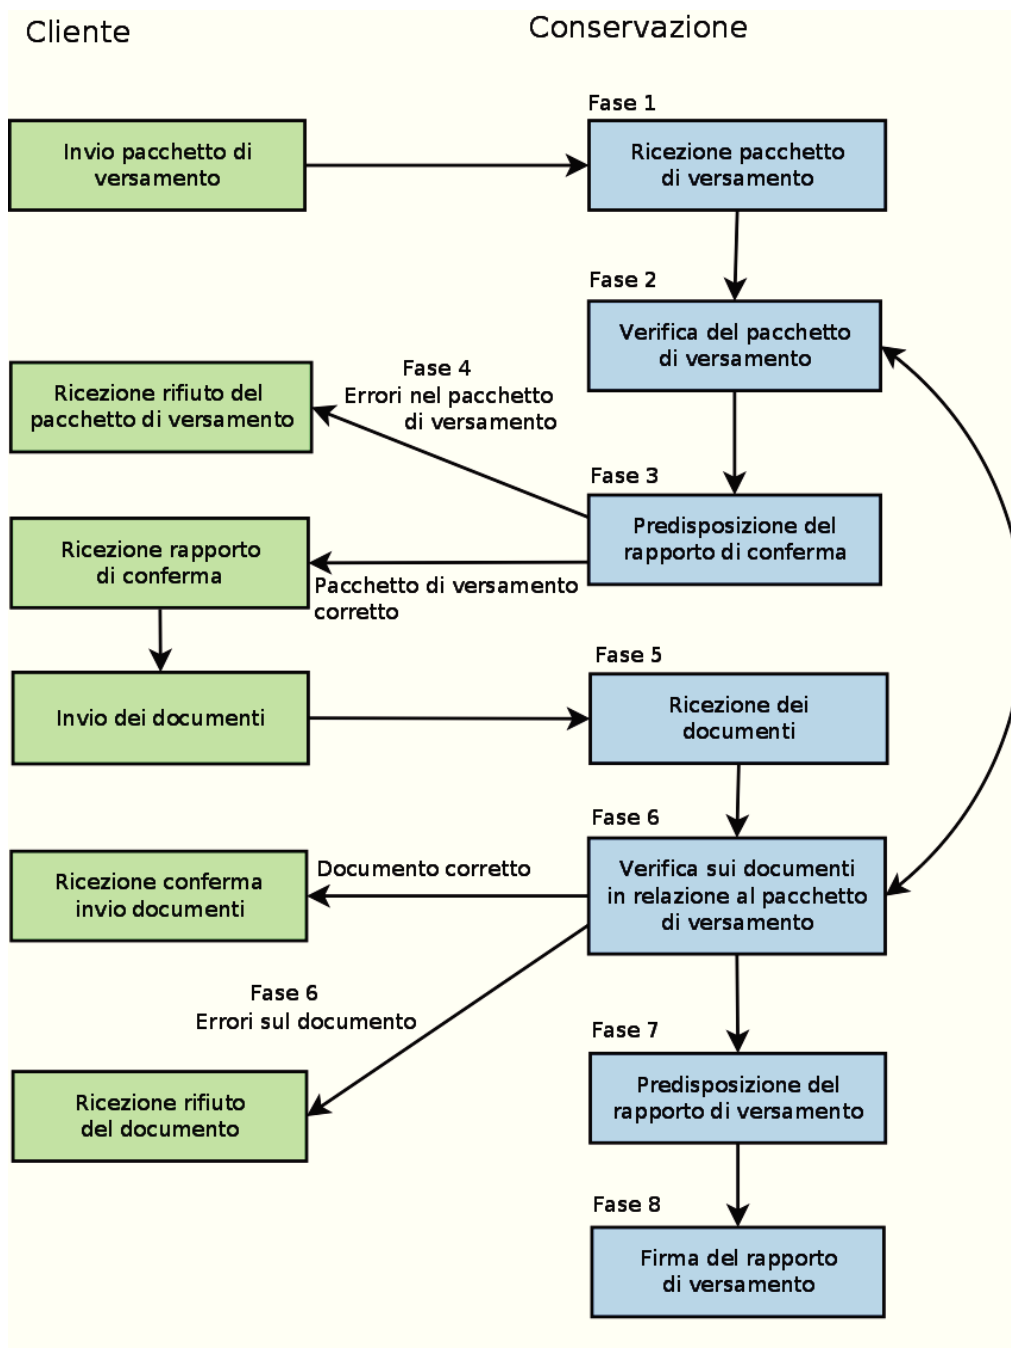 Cliente
Conservazione
Fase 1
Invio pacchetto di
versamento
Ricezione pacchetto
di versamento
Fase 2
Verifica del pacchetto
di versamento
Fase 4
Errori nel pacchetto
di versamento
Ricezione rifiuto del
pacchetto di versamento
Fase 3
Predisposizione del
rapporto di conferma
Ricezione rapporto
di conferma
Pacchetto di versamento
corretto
Fase 5
Invio dei documenti
Ricezione dei
documenti
Fase 6
Verifica sui documenti
in relazione al pacchetto
di versamento
Documento corretto
Ricezione conferma
invio documenti
Fase 6
Errori sul documento
Fase 7
Predisposizione del
rapporto di versamento
Ricezione rifiuto
del documento
Fase 8
Firma del rapporto
di versamento